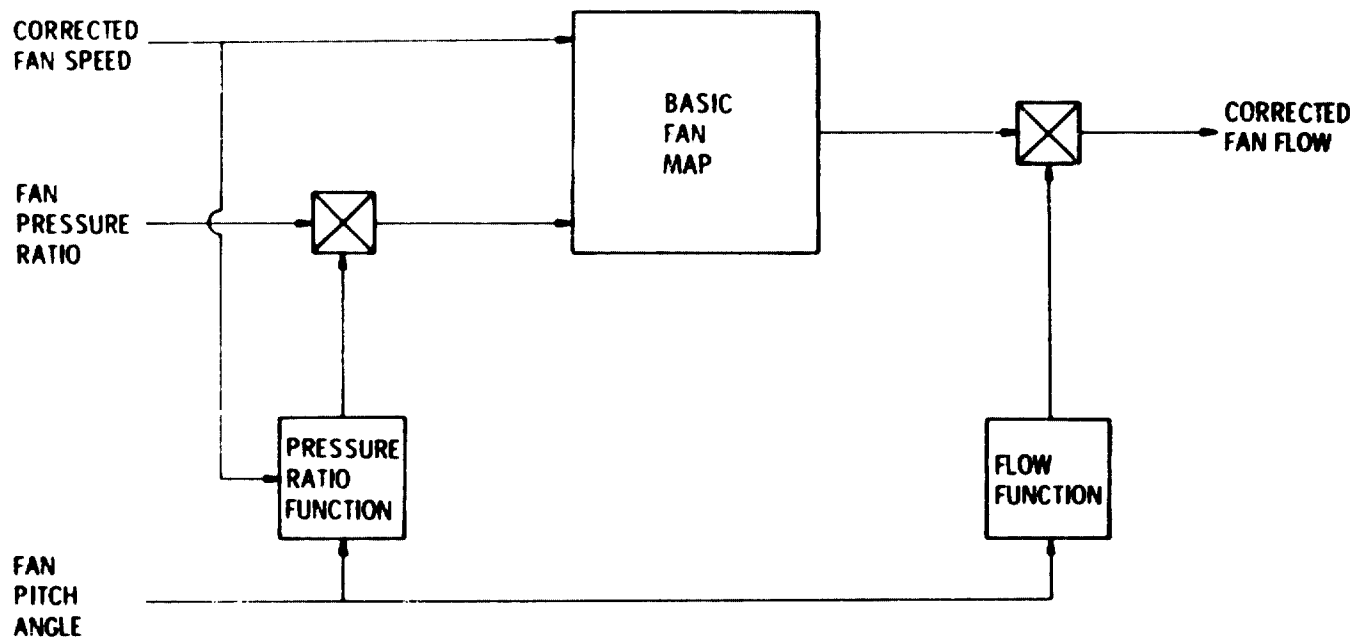 CORRECTED
FAN SPEED
BASIC
FAN
MAP
CORRECTED
FAN FLOW
FAN
PRESSURE
RATIO
PRESSURE
RATIO
FUNCTION
FLOW
FUNCTION
FAN
PITCH
ANGLE